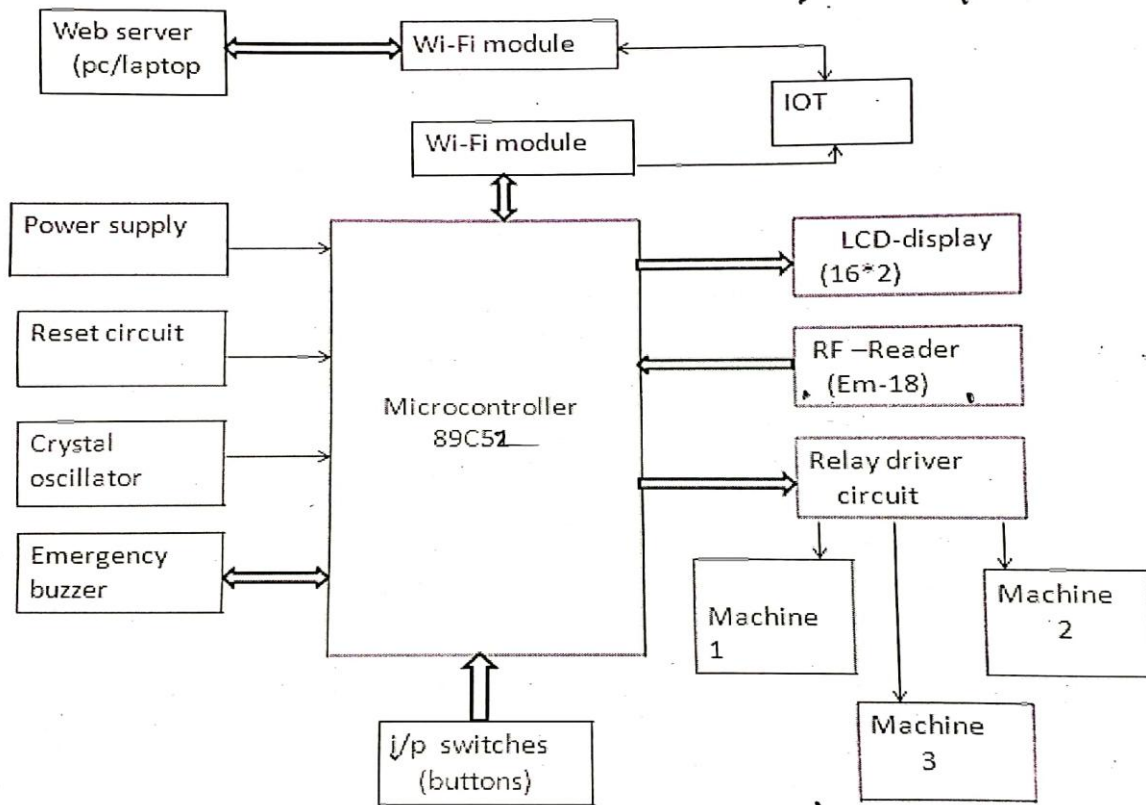 Web server
(pc/laptop
Wi-Fi module
IOT
Wi-Fi module
Power supply
LCD-display
(16*2)
Reset circuit
RF –Reader
(Em-18)
Microcontroller
Crystal
oscillator
Relay driver
circuit
Emergency
buzzer
Machine
1
Machine
2
i/p switches
(buttons)
Machine
3